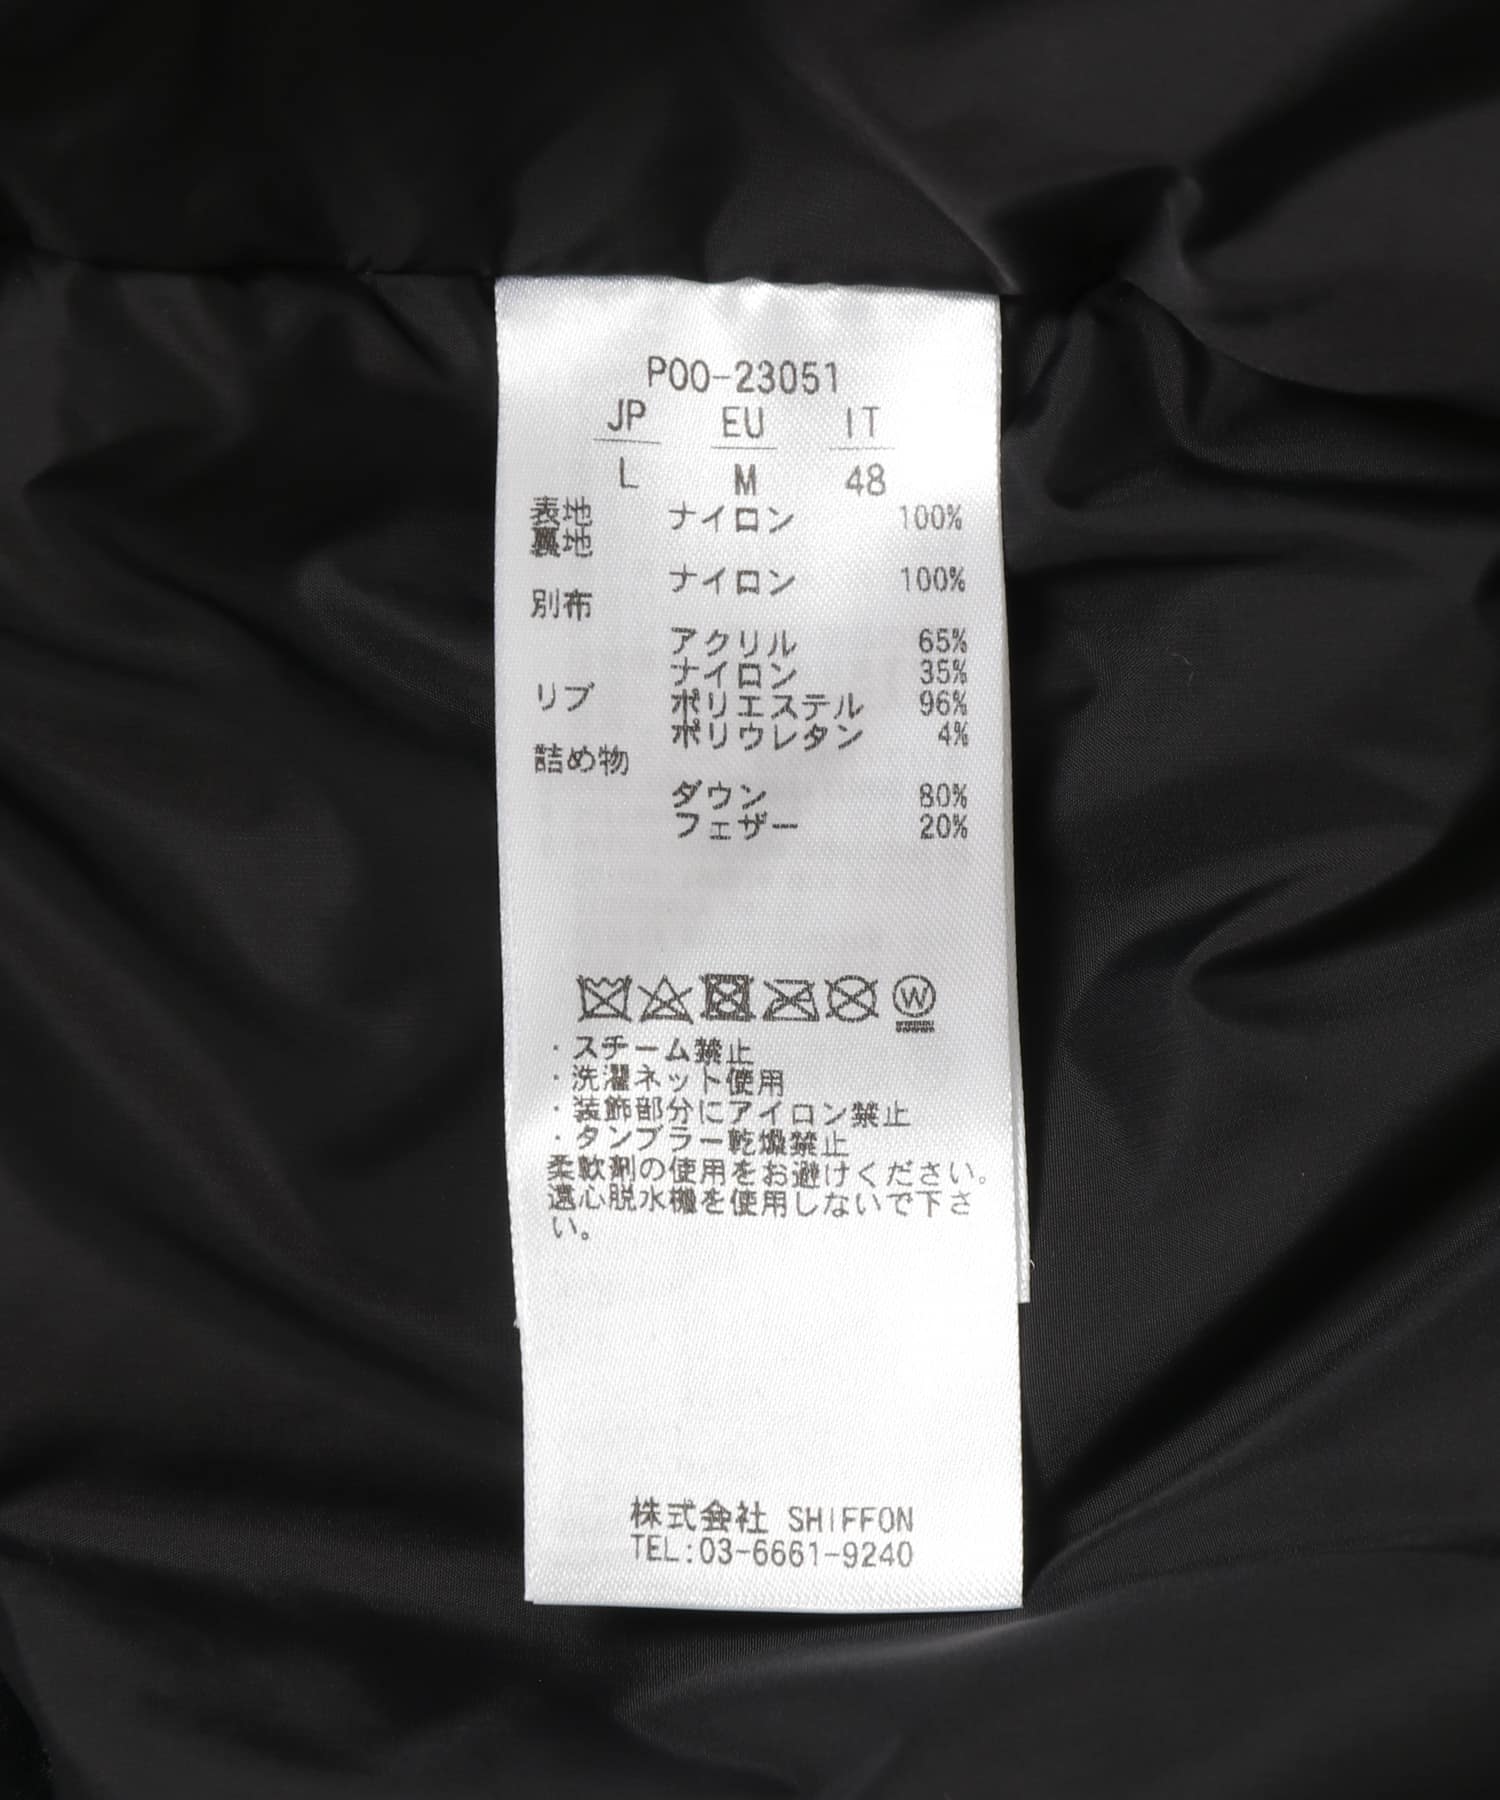 P00-23051
JP EU IT
L M 48
表地 ナイロン 100%
裏地
ナイロン 100%
別布
アクリル 65%
ナイロン 35%
リブ ポリエステル 96%
ポリウレタン 4%
詰め物
ダウン 80%
フェザー 20%
W
・スチーム禁止
・洗濯ネット使用
・装飾部分にアイロン禁止
・タンブラー乾燥禁止
柔軟剤の使用をお避けください。
遠心脱水機を使用しないで下さ
い。
株式会社 SHIFFON
TEL:03-6661-9240